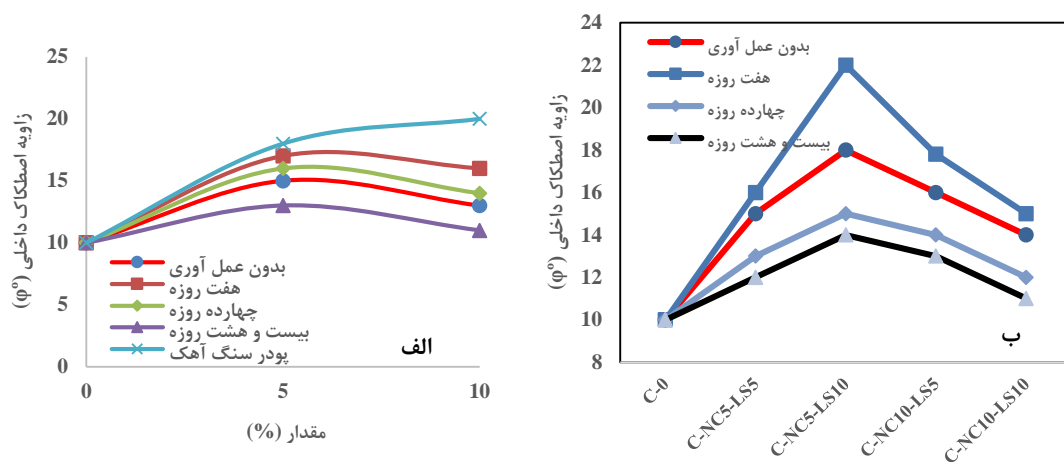 25
20
15
10
5
0
0
5
10
زاویه اصطکاک داخلی (φº)
مقدار (%)
بدون عمل آوری
هفت روزه
چهارده روزه
بیست و هشت روزه
پودر سنگ آهک
الف
24
22
20
18
16
14
12
10
8
زاویه اصطکاک داخلی (φº)
بدون عمل آوری
هفت روزه
چهارده روزه
بیست و هشت روزه
ب
C-0
C-NC5-LS5
C-NC5-LS10
C-NC10-LS5
C-NC10-LS10